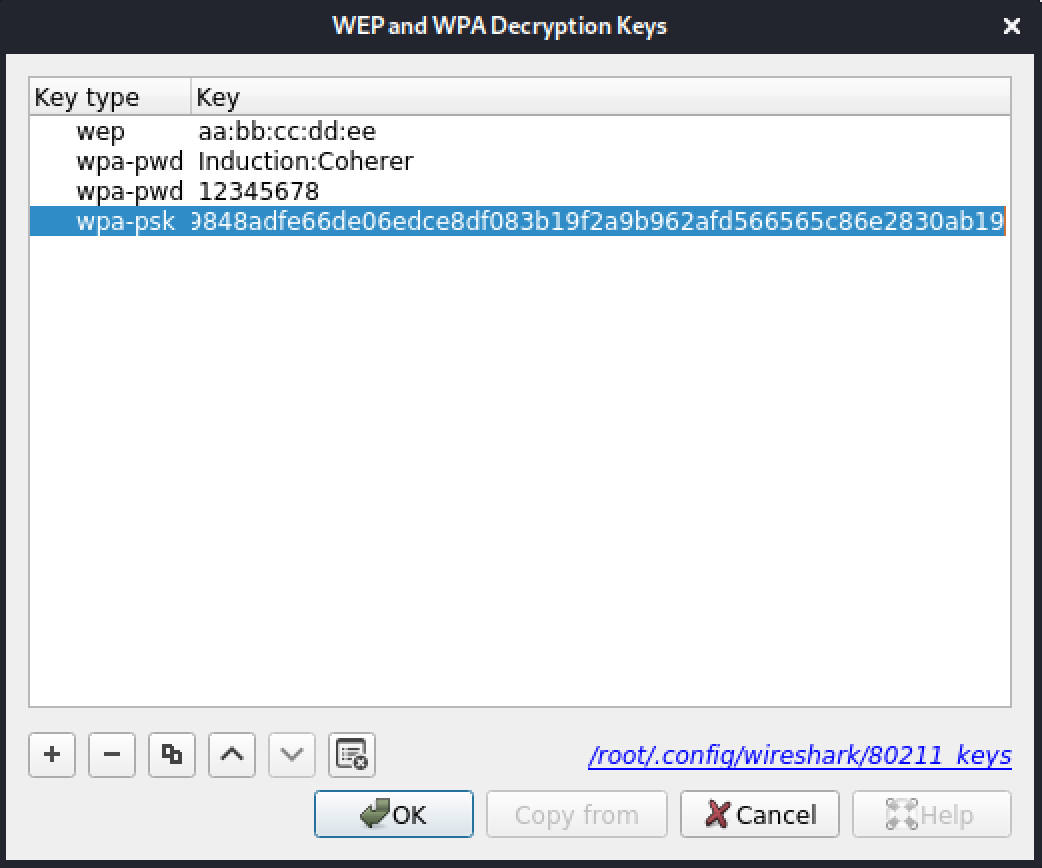 WEP and WPA Decryption Keys
Key type Key
wep aa:bb:cc:dd:ee
wpa-pwd Induction:Coherer
wpa-pwd 12345678
wpa-psk 9848adfe66de06edce8df083b19f2a9b962afd566565c86e2830ab19
/root/.config/wireshark/80211_keys
OK Copy from Cancel Help